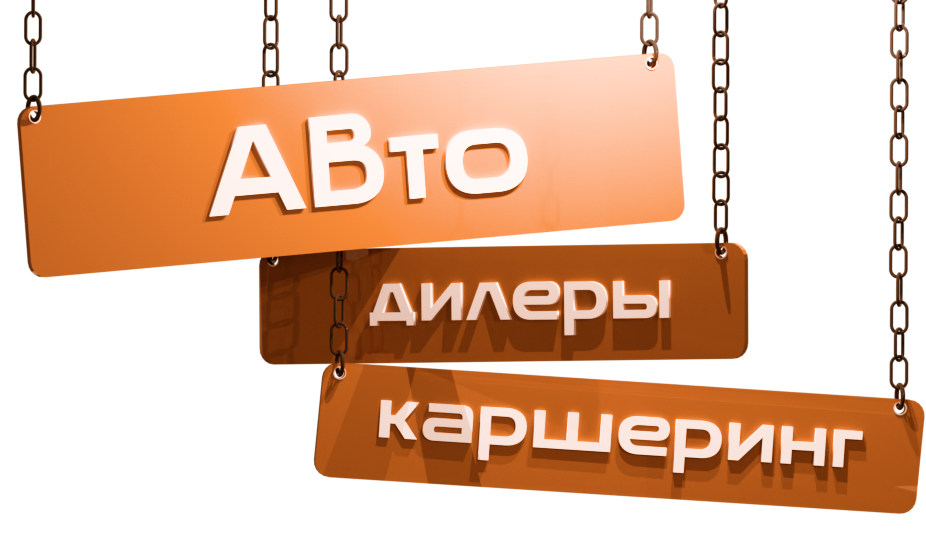 АВто
дилеры
каршеринг